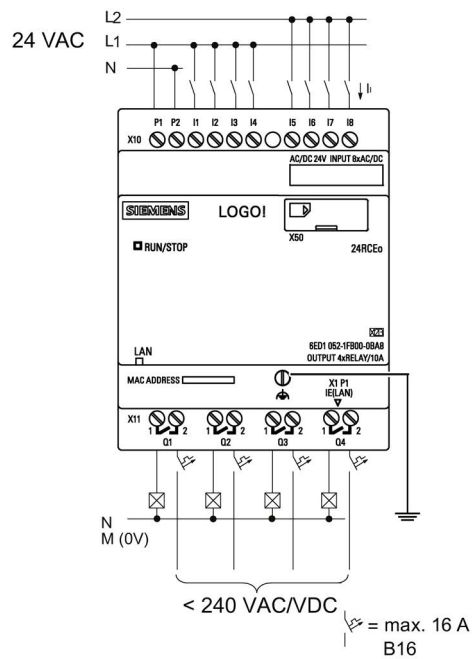 L2
24 VAC L1
N
Iı
P1 P2 I1 I2 I3 I4 I5 I6 I7 I8
X10
AC/DC 24V INPUT 8xAC/DC
SIEMENS LOGO!
X50
RUN/STOP 24RCEo
X23
6ED1 052-1FB00-0BA8
LAN OUTPUT 4xRELAY/10A
MAC ADDRESS X1 P1
IE(LAN)
X11 1 2 1 2 1 2 1 2
Q1 Q2 Q3 Q4
N
M (0V)
< 240 VAC/VDC
= max. 16 A
B16